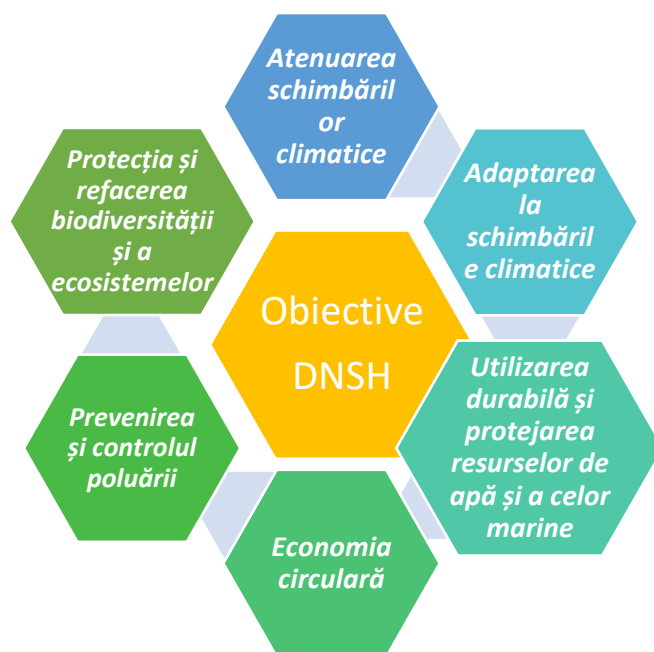 Atenuarea
schimbăril
or
climatice
Adaptarea
la
schimbăril
e climatice
Utilizarea
durabilă și
protejarea
resurselor de
apă și a celor
marine
Economia
circulară
Prevenirea
și controlul
poluării
Protecția și
refacerea
biodiversității
și a
ecosistemelor
Obiective
DNSH